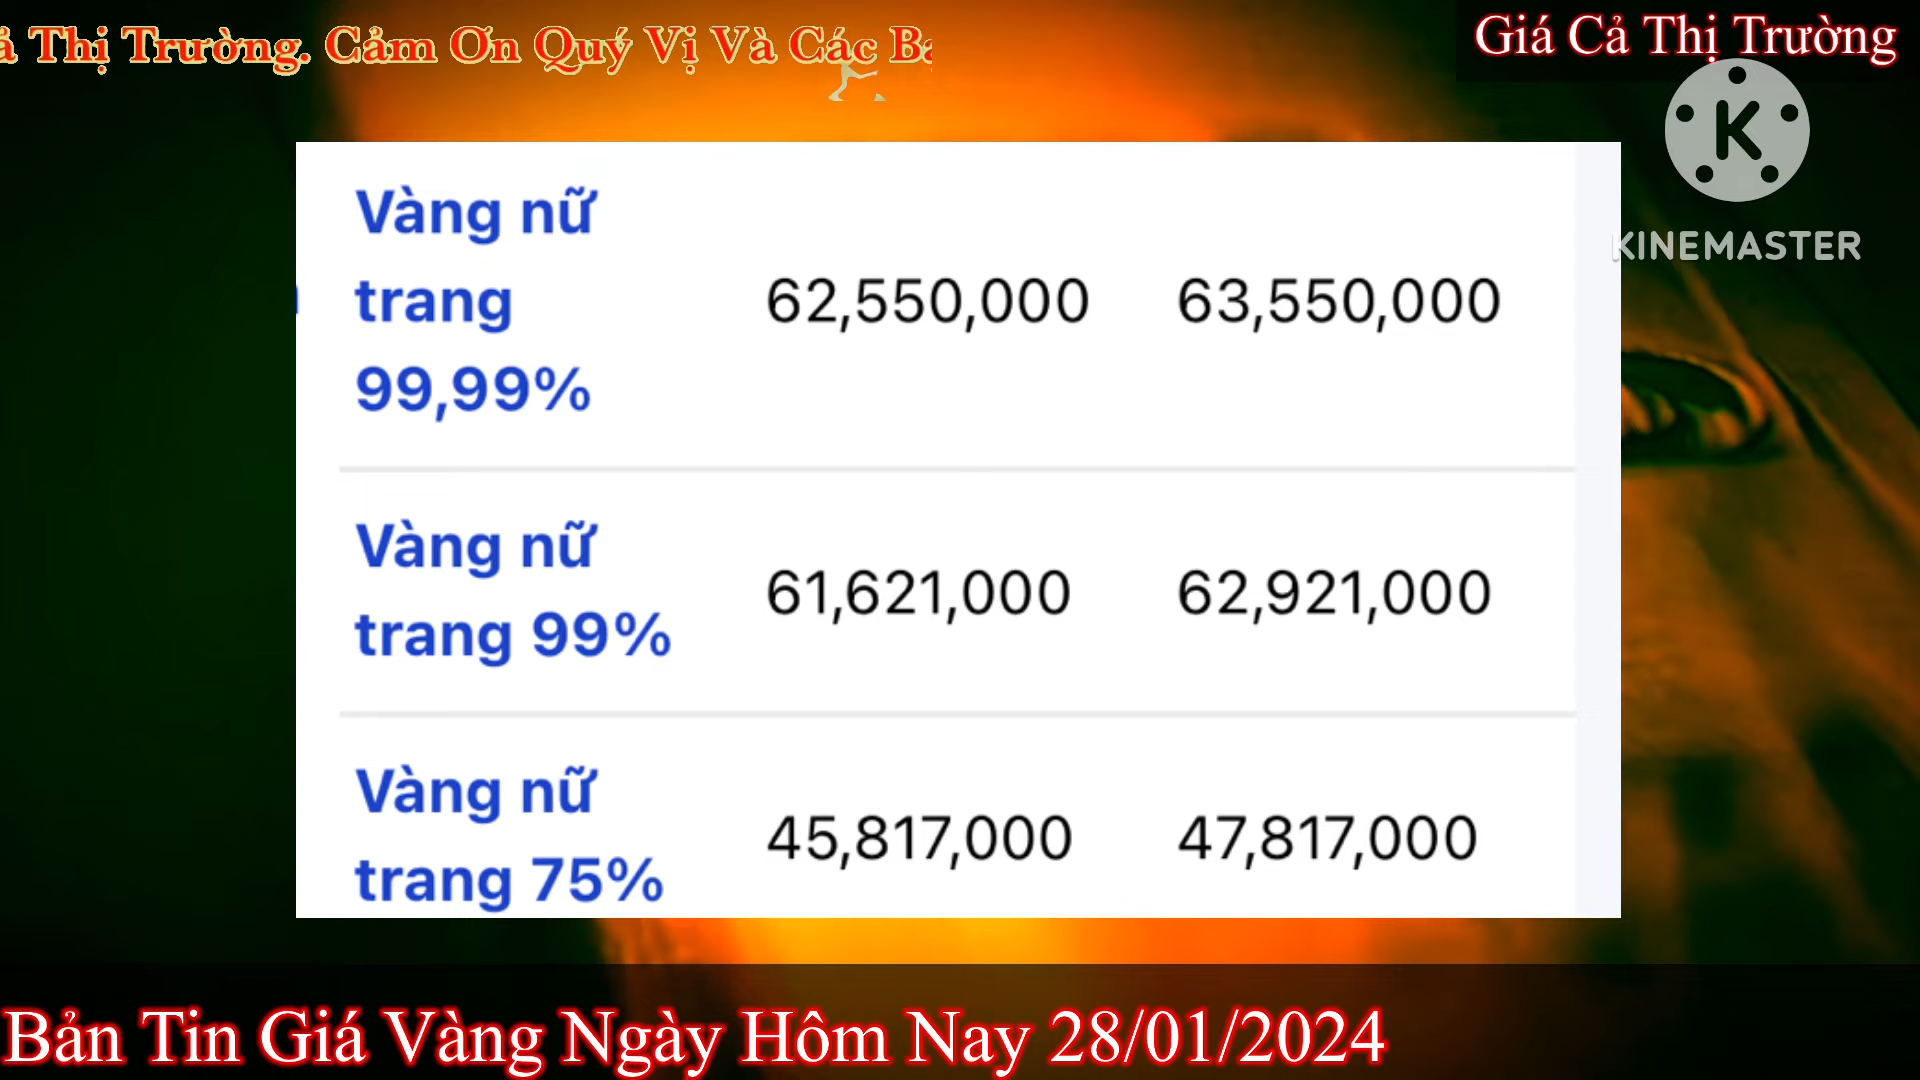 Thị Trường. Cảm Ơn Quý Vị Và Các
Giá Cả Thị Trường
K
KINEMASTER
Vàng nữ
trang
99,99%
62,550,000 63,550,000
Vàng nữ
trang 99%
61,621,000 62,921,000
Vàng nữ
trang 75%
45,817,000 47,817,000
Bản Tin Giá Vàng Ngày Hôm Nay 28/01/2024